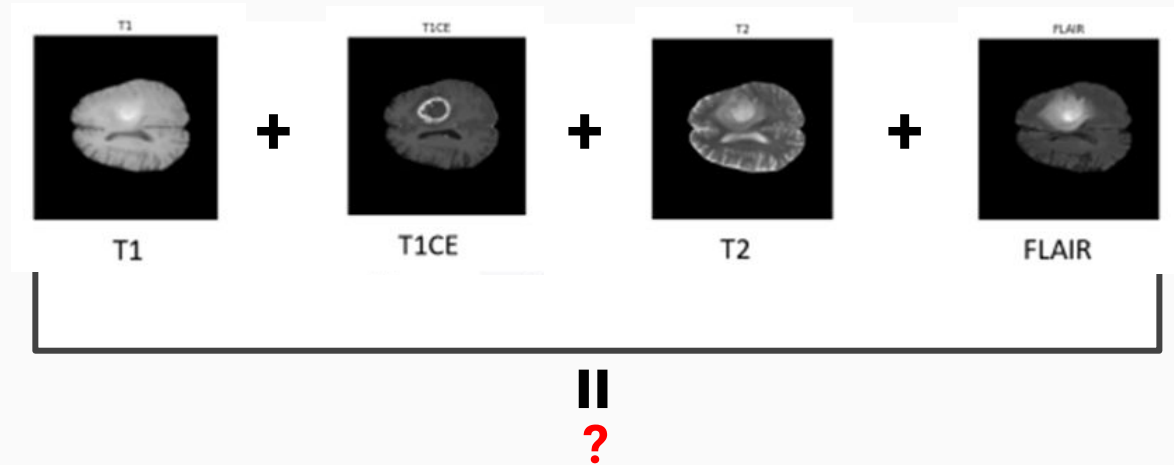 T1
T1CE
T2
FLAIR
+
+
+
T1
T1CE
T2
FLAIR
=
?